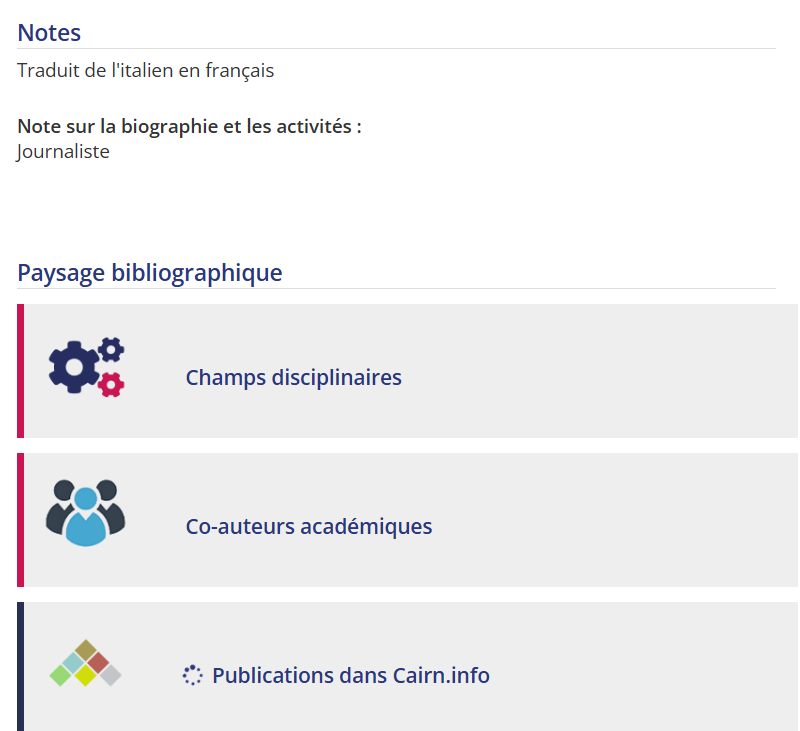 Notes
Traduit de l'italien en français
Note sur la biographie et les activités :
Journaliste
Paysage bibliographique
Champs disciplinaires
Co-auteurs académiques
Publications dans Cairn.info